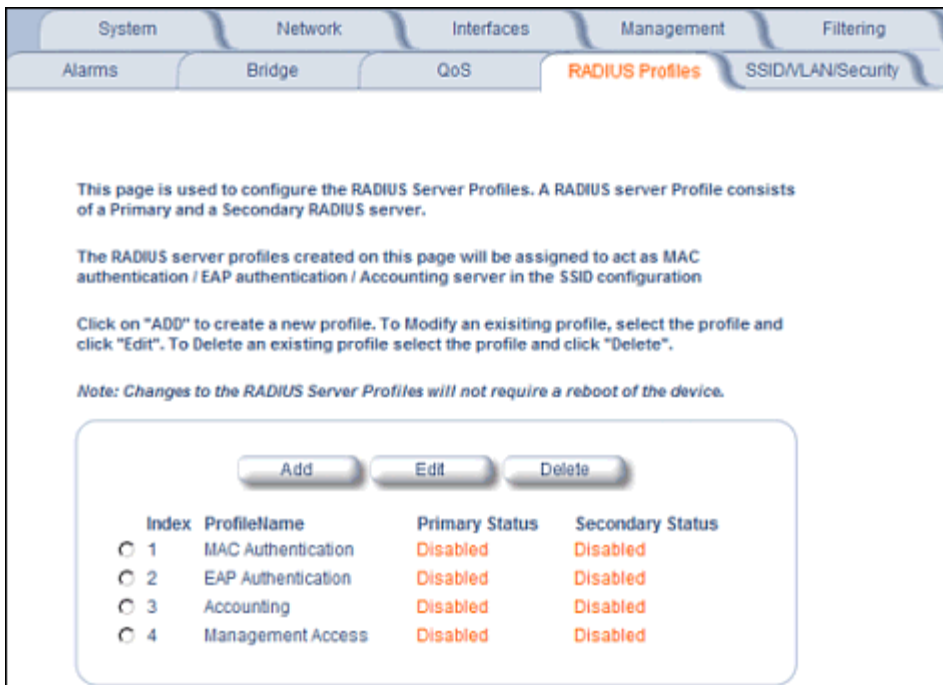 System Network Interfaces Management Filtering
Alarms Bridge QoS RADIUS Profiles SSID/VLAN/Security
This page is used to configure the RADIUS Server Profiles. A RADIUS server Profile consists
of a Primary and a Secondary RADIUS server.
The RADIUS server profiles created on this page will be assigned to act as MAC
authentication / EAP authentication / Accounting server in the SSID configuration
Click on "ADD" to create a new profile. To Modify an exisiting profile, select the profile and
click "Edit". To Delete an existing profile select the profile and click "Delete".
Note: Changes to the RADIUS Server Profiles will not require a reboot of the device.
Add Edit Delete
Index ProfileName Primary Status Secondary Status
1 MAC Authentication Disabled Disabled
2 EAP Authentication Disabled Disabled
3 Accounting Disabled Disabled
4 Management Access Disabled Disabled